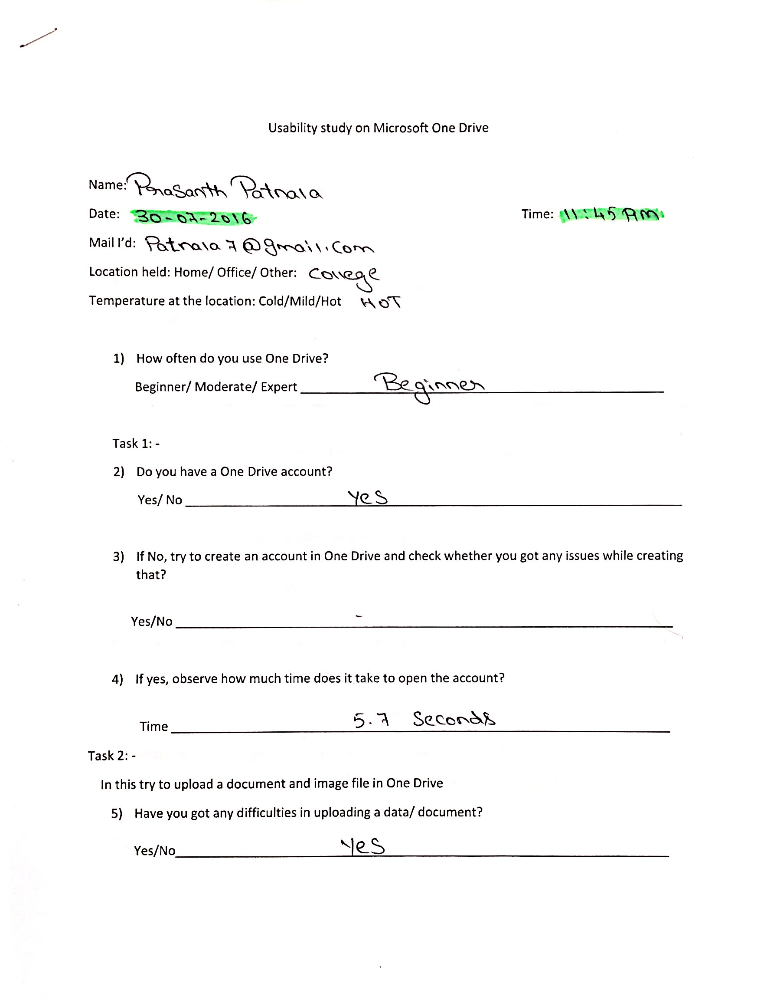 Usability study on Microsoft One Drive
Name: Prasanth Patnala
Date: 30-07-2016 Time: 11:45 AM
Mail I'd: Patnala7@gmail.com
Location held: Home/ Office/ Other: College
Temperature at the location: Cold/Mild/Hot HOT
1) How often do you use One Drive?
Beginner/ Moderate/ Expert Beginner
Task 1: -
2) Do you have a One Drive account?
Yes/ No Yes
3) If No, try to create an account in One Drive and check whether you got any issues while creating
that?
Yes/No -
4) If yes, observe how much time does it take to open the account?
Time 5.7 Seconds
Task 2: -
In this try to upload a document and image file in One Drive
5) Have you got any difficulties in uploading a data/ document?
Yes/No Yes